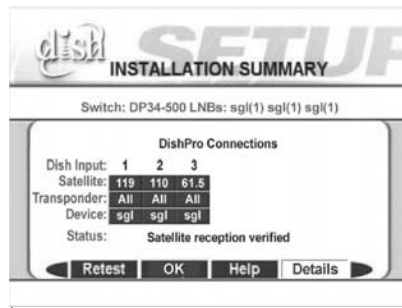 dish
SETUP
INSTALLATION SUMMARY
Switch: DP34-500 LNBs: sgl(1) sgl(1) sgl(1)
DishPro Connections
Dish Input: 1 2 3
Satellite: 119 110 61.5
Transponder: All All All
Device: sgl sgl sgl
Status: Satellite reception verified
Retest OK Help Details